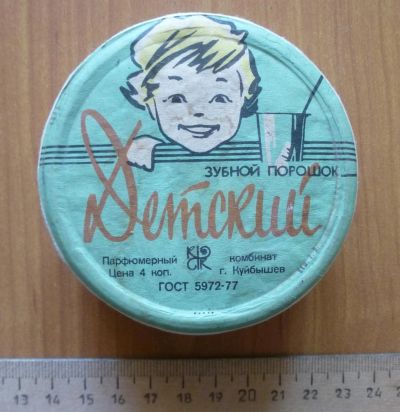 ЗУБНОЙ ПОРОШОК
Детский
Парфюмерный комбинат
Цена 4 коп. г. Куйбышев
ГОСТ 5972-77
13 14 15 16 17 18 19 20 21 22 23 24